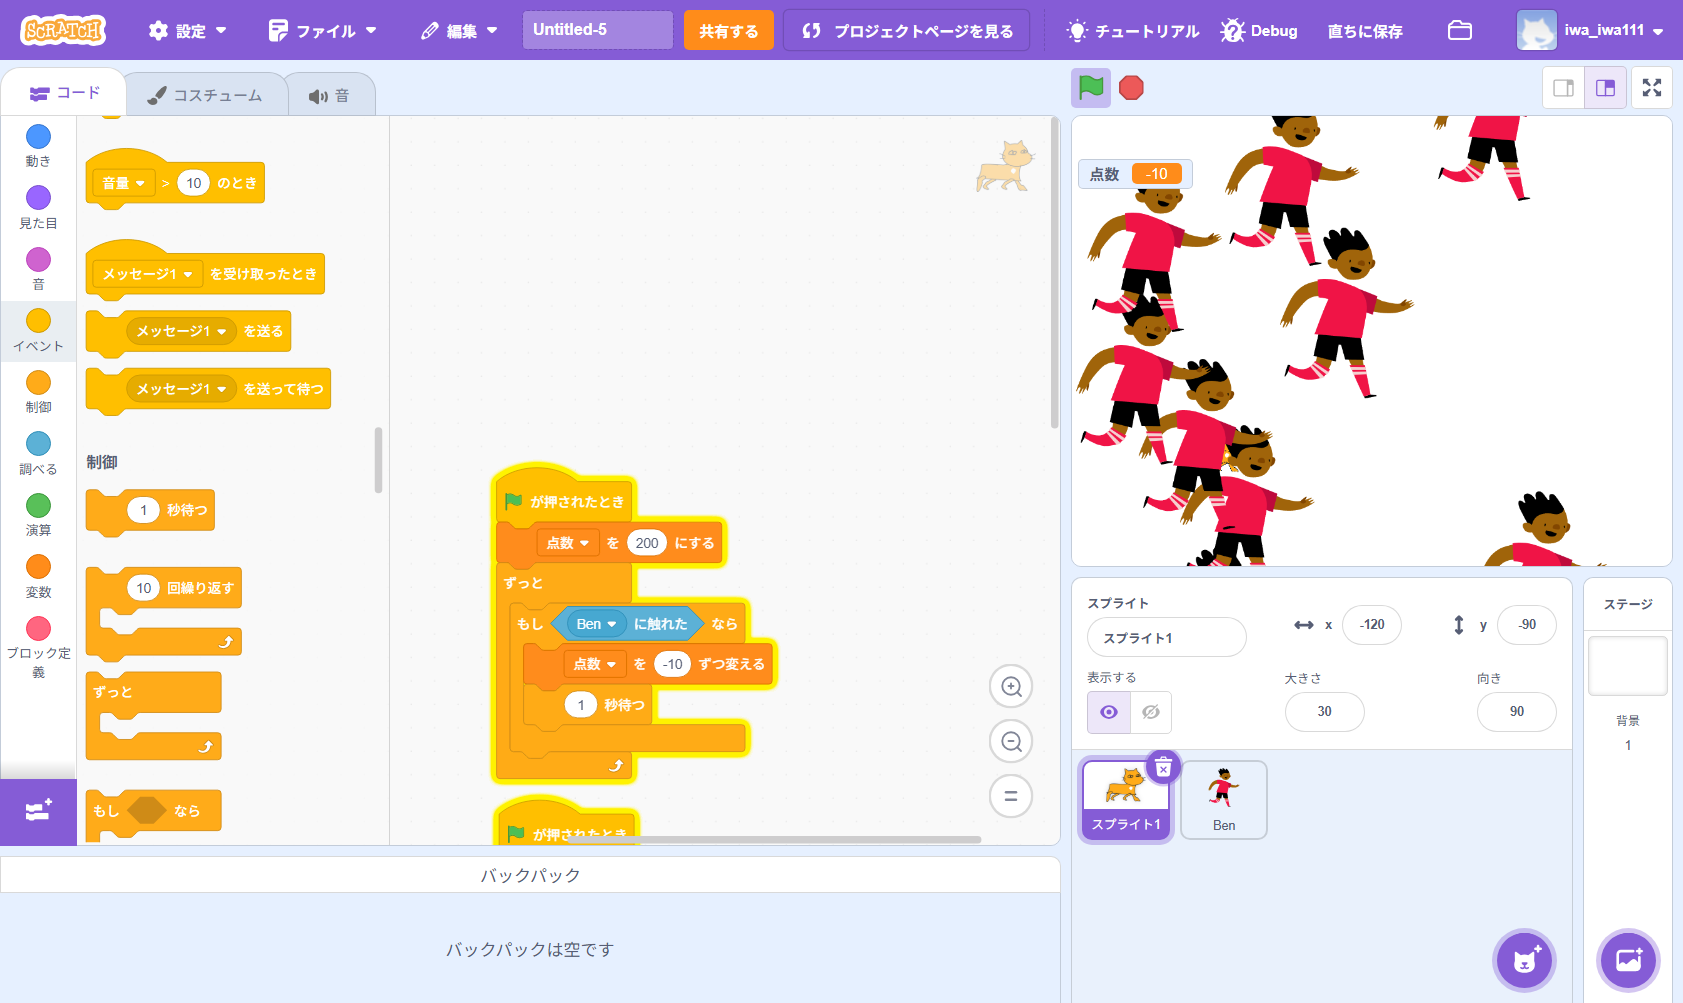 SCRATCH
設定
ファイル
編集
Untitled-5
共有する
プロジェクトページを見る
チュートリアル
Debug
直ちに保存
iwa_iwa111
コード
コスチューム
音
動き
見た目
音
イベント
制御
調べる
演算
変数
ブロック定
義
音量 > 10 のとき
メッセージ1 を受け取ったとき
メッセージ1 を送る
メッセージ1 を送って待つ
制御
1 秒待つ
10 回繰り返す
ずっと
もし なら
が押されたとき
点数 を 200 にする
ずっと
もし Ben に触れた なら
点数 を -10 ずつ変える
1 秒待つ
が押されたとき
点数 -10
スプライト
スプライト1
x -120
y -90
表示する
大きさ
30
向き
90
スプライト1
Ben
ステージ
背景
1
バックパック
バックパックは空です